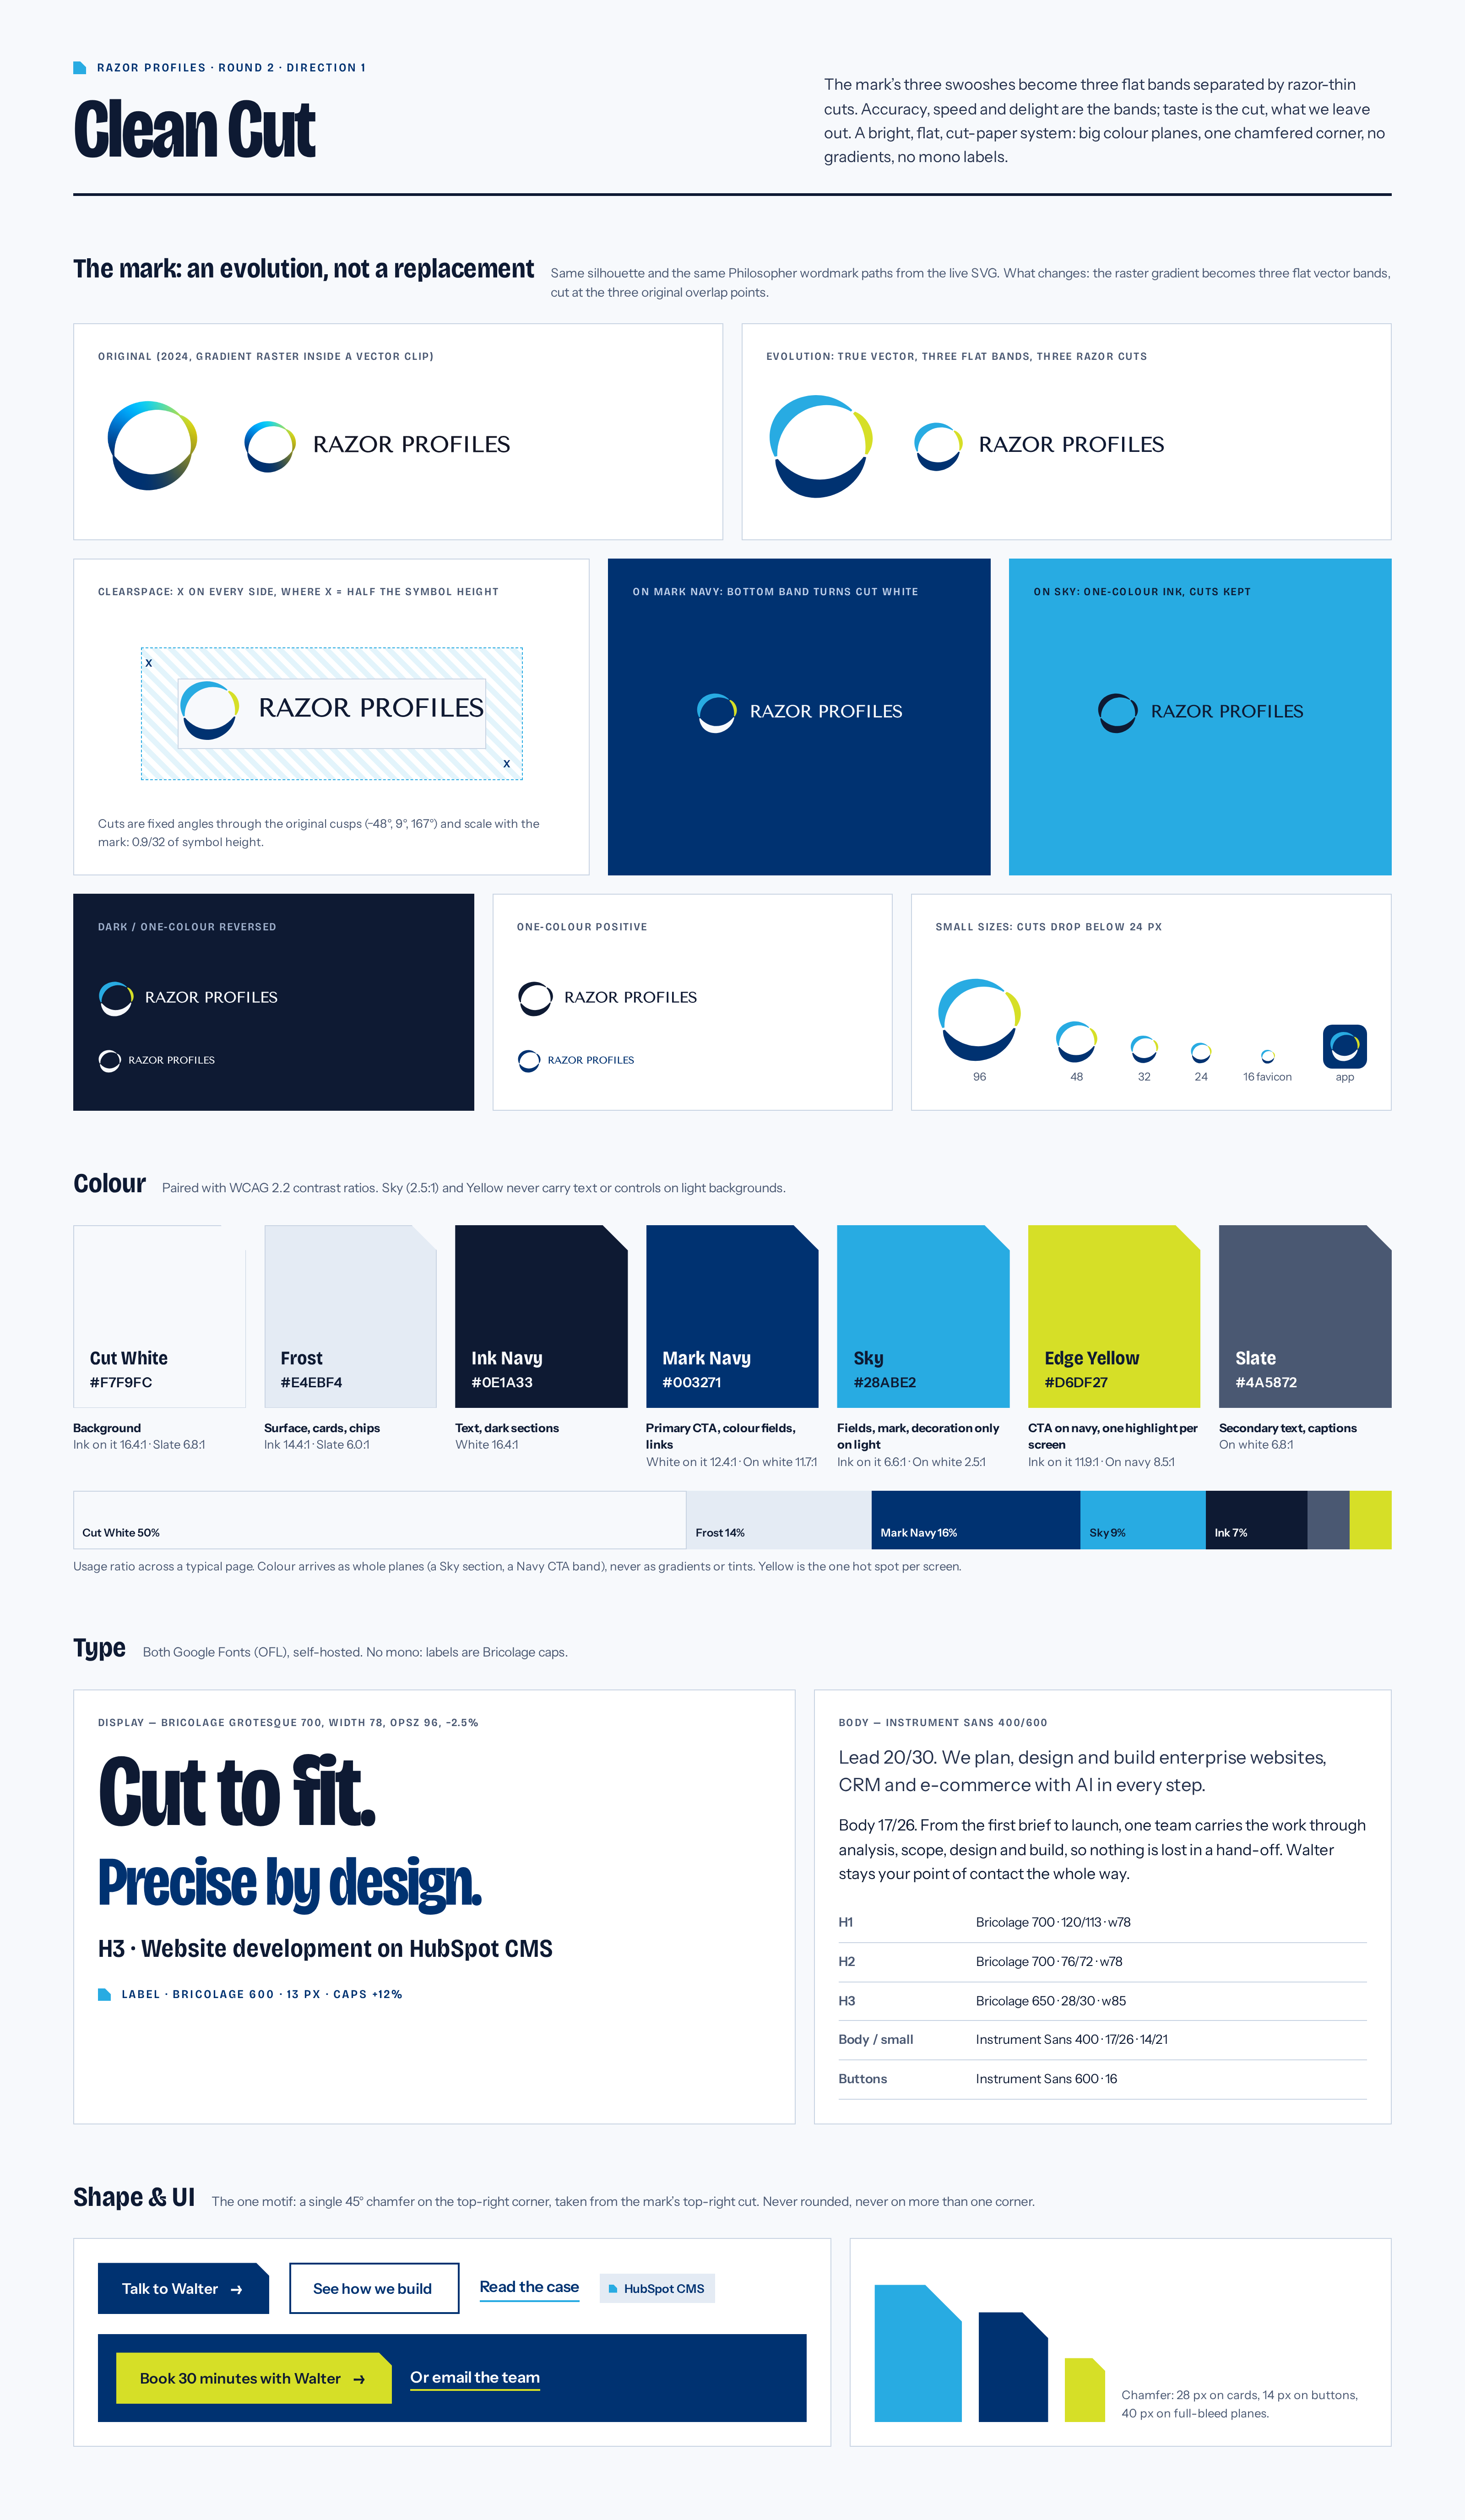 RAZOR PROFILES · ROUND 2 · DIRECTION 1
Clean Cut
The mark's three swooshes become three flat bands separated by razor-thin
cuts. Accuracy, speed and delight are the bands; taste is the cut, what we leave
out. A bright, flat, cut-paper system: big colour planes, one chamfered corner, no
gradients, no mono labels.
The mark: an evolution, not a replacement
Same silhouette and the same Philosopher wordmark paths from the live SVG. What changes: the raster gradient becomes three flat vector bands,
cut at the three original overlap points.
ORIGINAL (2024, GRADIENT RASTER INSIDE A VECTOR CLIP)
RAZOR PROFILES
EVOLUTION: TRUE VECTOR, THREE FLAT BANDS, THREE RAZOR CUTS
RAZOR PROFILES
CLEARSPACE: X ON EVERY SIDE, WHERE X = HALF THE SYMBOL HEIGHT
X
RAZOR PROFILES
X
Cuts are fixed angles through the original cusps (−48°, 9°, 167°) and scale with the
mark: 0.9/32 of symbol height.
ON MARK NAVY: BOTTOM BAND TURNS CUT WHITE
RAZOR PROFILES
ON SKY: ONE-COLOUR INK, CUTS KEPT
RAZOR PROFILES
DARK / ONE-COLOUR REVERSED
RAZOR PROFILES
RAZOR PROFILES
ONE-COLOUR POSITIVE
RAZOR PROFILES
RAZOR PROFILES
SMALL SIZES: CUTS DROP BELOW 24 PX
96
48
32
24
16 favicon
app
Colour
Paired with WCAG 2.2 contrast ratios. Sky (2.5:1) and Yellow never carry text or controls on light backgrounds.
Cut White
#F7F9FC
Background
Ink on it 16.4:1 · Slate 6.8:1
Frost
#E4EBF4
Surface, cards, chips
Ink 14.4:1 · Slate 6.0:1
Ink Navy
#0E1A33
Text, dark sections
White 16.4:1
Mark Navy
#003271
Primary CTA, colour fields,
links
White on it 12.4:1 · On white 11.7:1
Sky
#28ABE2
Fields, mark, decoration only
on light
Ink on it 6.6:1 · On white 2.5:1
Edge Yellow
#D6DF27
CTA on navy, one highlight per
screen
Ink on it 11.9:1 · On navy 8.5:1
Slate
#4A5872
Secondary text, captions
On white 6.8:1
Cut White 50%
Frost 14%
Mark Navy 16%
Sky 9%
Ink 7%
Usage ratio across a typical page. Colour arrives as whole planes (a Sky section, a Navy CTA band), never as gradients or tints. Yellow is the one hot spot per screen.
Type
Both Google Fonts (OFL), self-hosted. No mono: labels are Bricolage caps.
DISPLAY — BRICOLAGE GROTESQUE 700, WIDTH 78, OPSZ 96, -2.5%
Cut to fit.
Precise by design.
H3 · Website development on HubSpot CMS
LABEL · BRICOLAGE 600 · 13 PX · CAPS +12%
BODY — INSTRUMENT SANS 400/600
Lead 20/30. We plan, design and build enterprise websites,
CRM and e-commerce with AI in every step.
Body 17/26. From the first brief to launch, one team carries the work through
analysis, scope, design and build, so nothing is lost in a hand-off. Walter
stays your point of contact the whole way.
H1 Bricolage 700 · 120/113 · w78
H2 Bricolage 700 · 76/72 · w78
H3 Bricolage 650 · 28/30 · w85
Body / small Instrument Sans 400 · 17/26 · 14/21
Buttons Instrument Sans 600 · 16
Shape & UI
The one motif: a single 45° chamfer on the top-right corner, taken from the mark's top-right cut. Never rounded, never on more than one corner.
Talk to Walter →
See how we build
Read the case
HubSpot CMS
Book 30 minutes with Walter →
Or email the team
Chamfer: 28 px on cards, 14 px on buttons,
40 px on full-bleed planes.